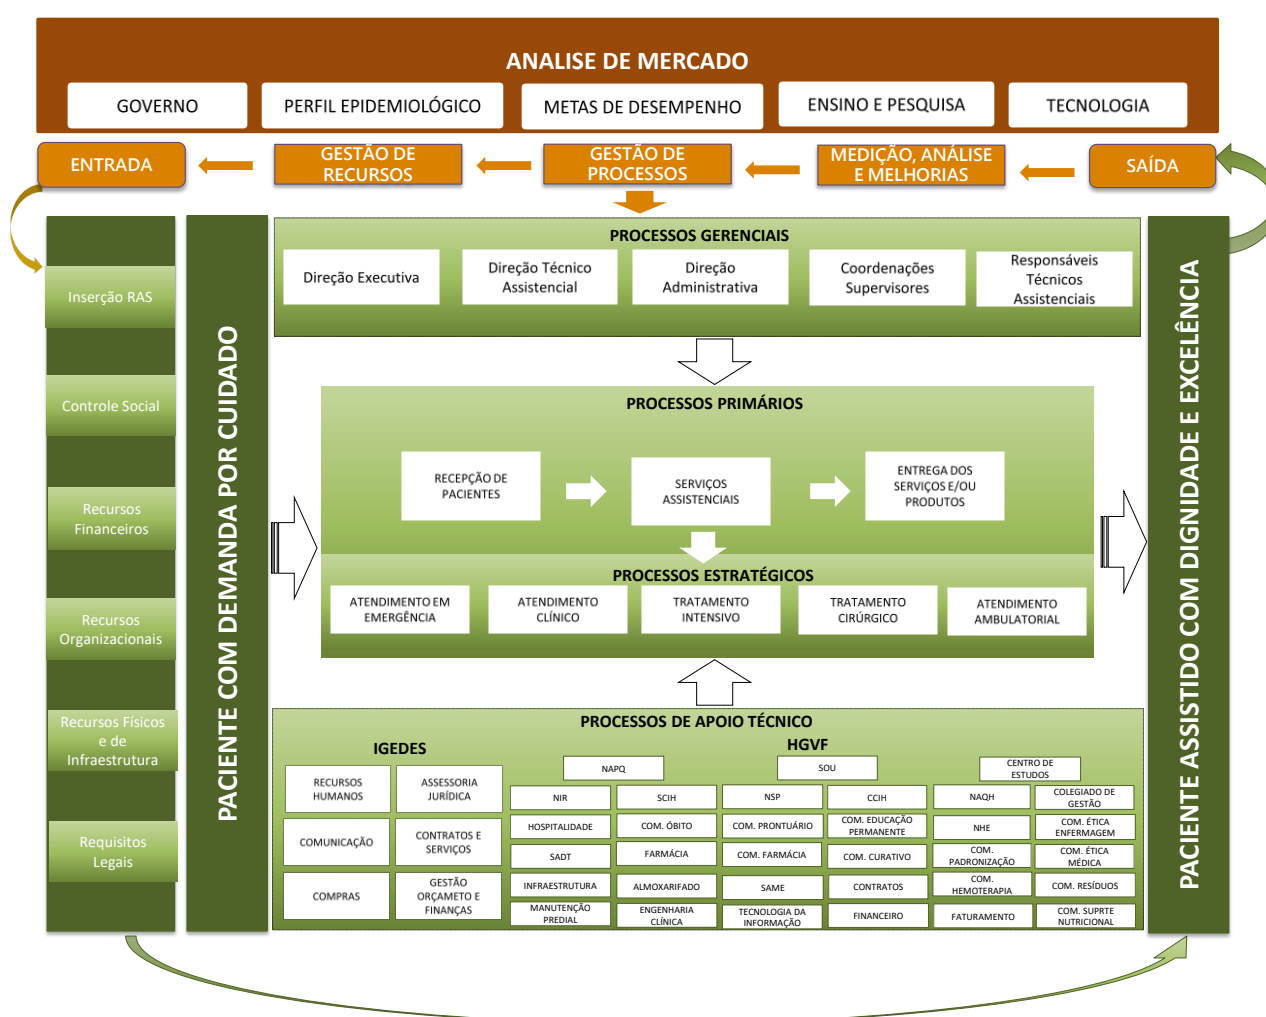 ANALISE DE MERCADO
GOVERNO
PERFIL EPIDEMIOLÓGICO
METAS DE DESEMPENHO
ENSINO E PESQUISA
TECNOLOGIA
ENTRADA
GESTÃO DE
RECURSOS
GESTÃO DE
PROCESSOS
MEDIÇÃO, ANÁLISE
E MELHORIAS
SAÍDA
Inserção RAS
Controle Social
Recursos
Financeiros
Recursos
Organizacionais
Recursos Físicos
e de
Infraestrutura
Requisitos
Legais
PACIENTE COM DEMANDA POR CUIDADO
PROCESSOS GERENCIAIS
Direção Executiva
Direção Técnico
Assistencial
Direção
Administrativa
Coordenações
Supervisores
Responsáveis
Técnicos
Assistenciais
PROCESSOS PRIMÁRIOS
RECEPÇÃO DE
PACIENTES
SERVIÇOS
ASSISTENCIAIS
ENTREGA DOS
SERVIÇOS E/OU
PRODUTOS
PROCESSOS ESTRATÉGICOS
ATENDIMENTO EM
EMERGÊNCIA
ATENDIMENTO
CLÍNICO
TRATAMENTO
INTENSIVO
TRATAMENTO
CIRÚRGICO
ATENDIMENTO
AMBULATORIAL
PROCESSOS DE APOIO TÉCNICO
IGEDES
RECURSOS
HUMANOS
ASSESSORIA
JURÍDICA
COMUNICAÇÃO
CONTRATOS E
SERVIÇOS
COMPRAS
GESTÃO
ORÇAMETO E
FINANÇAS
HGVF
NAPQ
SOU
CENTRO DE
ESTUDOS
NIR
SCIH
NSP
CCIH
NAQH
COLEGIADO DE
GESTÃO
HOSPITALIDADE
COM. ÓBITO
COM. PRONTUÁRIO
COM. EDUCAÇÃO
PERMANENTE
NHE
COM. ÉTICA
ENFERMAGEM
SADT
FARMÁCIA
COM. FARMÁCIA
COM. CURATIVO
COM.
PADRONIZAÇÃO
COM. ÉTICA
MÉDICA
INFRAESTRUTURA
ALMOXARIFADO
SAME
CONTRATOS
COM.
HEMOTERAPIA
COM. RESÍDUOS
MANUTENÇÃO
PREDIAL
ENGENHARIA
CLÍNICA
TECNOLOGIA DA
INFORMAÇÃO
FINANCEIRO
FATURAMENTO
COM. SUPRTE
NUTRICIONAL
PACIENTE ASSISTIDO COM DIGNIDADE E EXCELÊNCIA